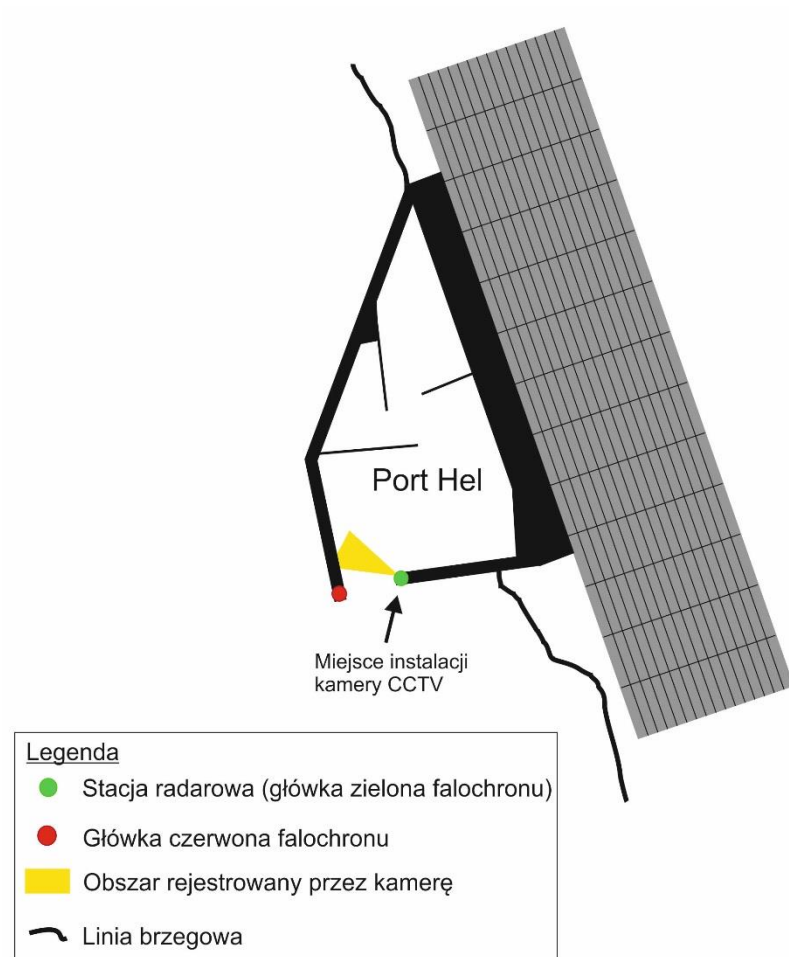 Port Hel
Miejsce instalacji
kamery CCTV
Legenda
Stacja radarowa (główka zielona falochronu)
Główka czerwona falochronu
Obszar rejestrowany przez kamerę
Linia brzegowa